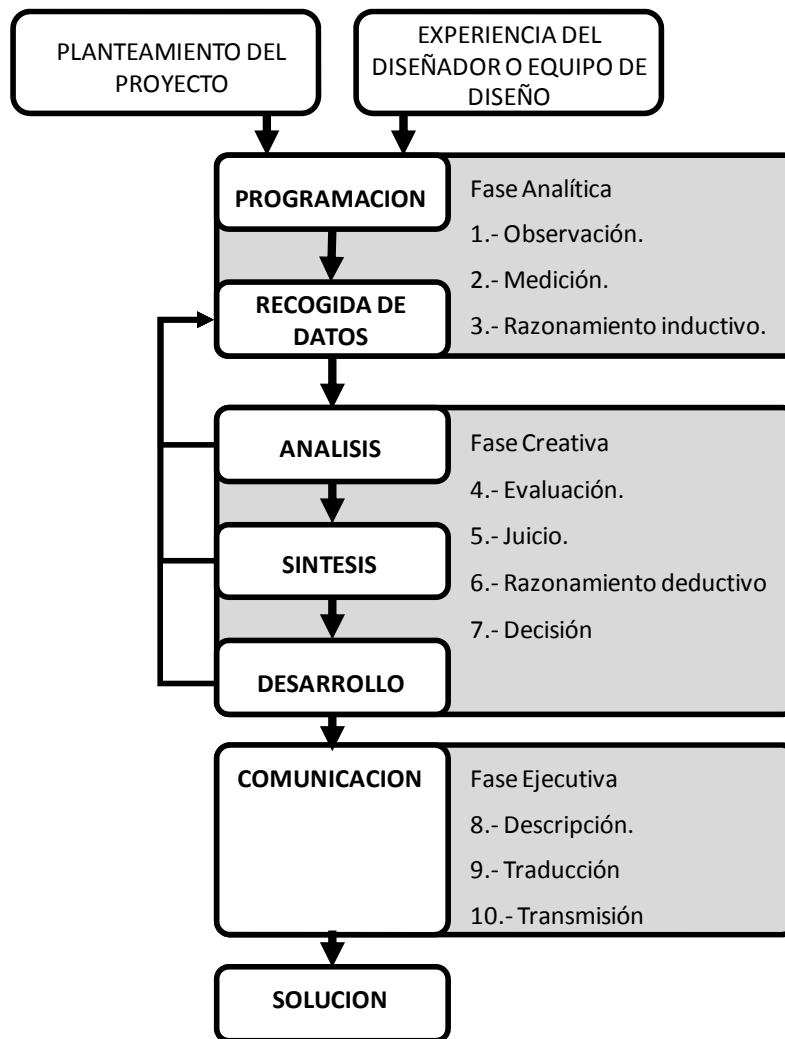 PLANTEAMIENTO DEL
PROYECTO
EXPERIENCIA DEL
DISEÑADOR O EQUIPO DE
DISEÑO
PROGRAMACION
Fase Analítica
1.- Observación.
2.- Medición.
3.- Razonamiento inductivo.
RECOGIDA DE
DATOS
ANALISIS
Fase Creativa
4.- Evaluación.
5.- Juicio.
6.- Razonamiento deductivo
7.- Decisión
SINTESIS
DESARROLLO
COMUNICACION
Fase Ejecutiva
8.- Descripción.
9.- Traducción
10.- Transmisión
SOLUCION